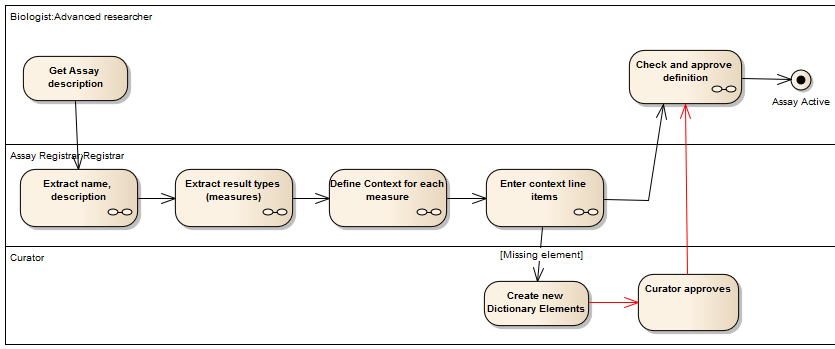 Biologist:Advanced researcher
Get Assay
description
Check and approve
definition
Assay Active
Assay Registrar:Registrar
Extract name,
description
Extract result types
(measures)
Define Context for each
measure
Enter context line
items
[Missing element]
Curator
Create new
Dictionary Elements
Curator approves